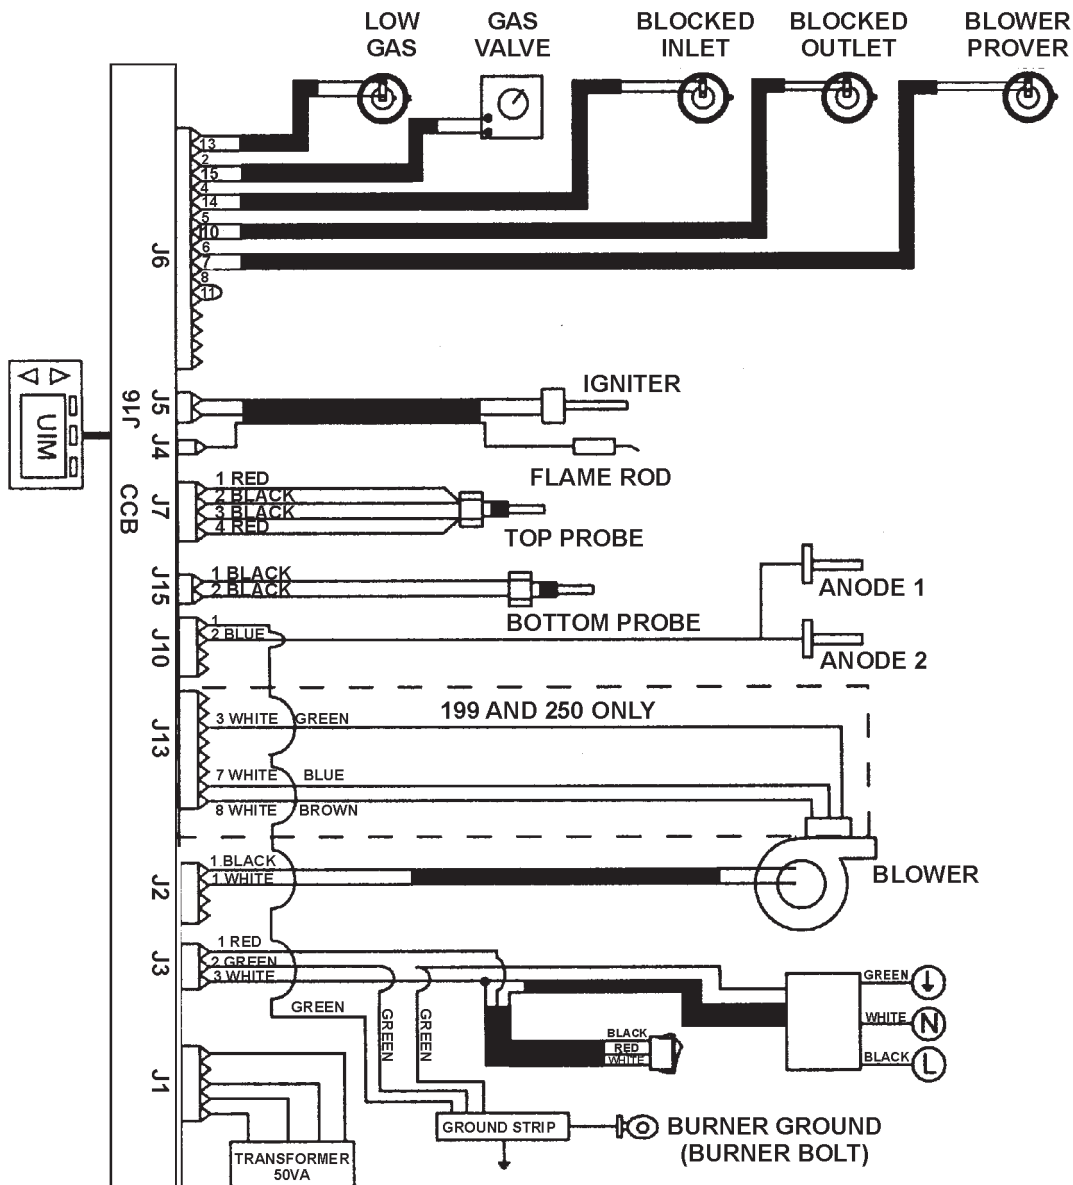 LOW
GAS
GAS
VALVE
BLOCKED
INLET
BLOCKED
OUTLET
BLOWER
PROVER
13
2
15
4
14
5
10
6
7
8
11
J6
UIM
J16
CCB
J5
IGNITER
J4
FLAME ROD
J7
1 RED
2 BLACK
3 BLACK
4 RED
TOP PROBE
J15
1 BLACK
2 BLACK
BOTTOM PROBE
ANODE 1
J10
1
2 BLUE
ANODE 2
199 AND 250 ONLY
J13
3 WHITE GREEN
7 WHITE BLUE
8 WHITE BROWN
J2
1 BLACK
1 WHITE
BLOWER
J3
1 RED
2 GREEN
3 WHITE
GREEN
GREEN
GREEN
BLACK
RED
WHITE
GREEN
WHITE N
BLACK L
J1
GROUND STRIP
BURNER GROUND
(BURNER BOLT)
TRANSFORMER
50VA